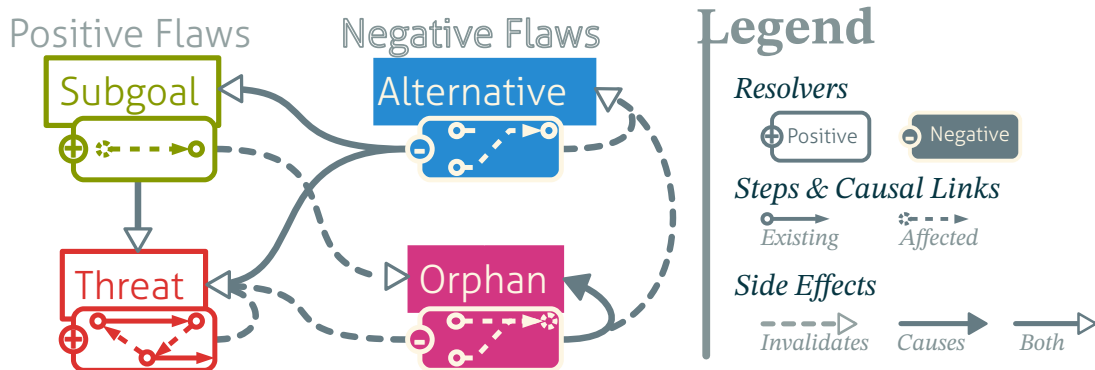 Positive Flaws
Negative Flaws
Subgoal
+
Alternative
-
Threat
+
Orphan
-
Legend
Resolvers
+ Positive
- Negative
Steps & Causal Links
Existing
Affected
Side Effects
Invalidates
Causes
Both